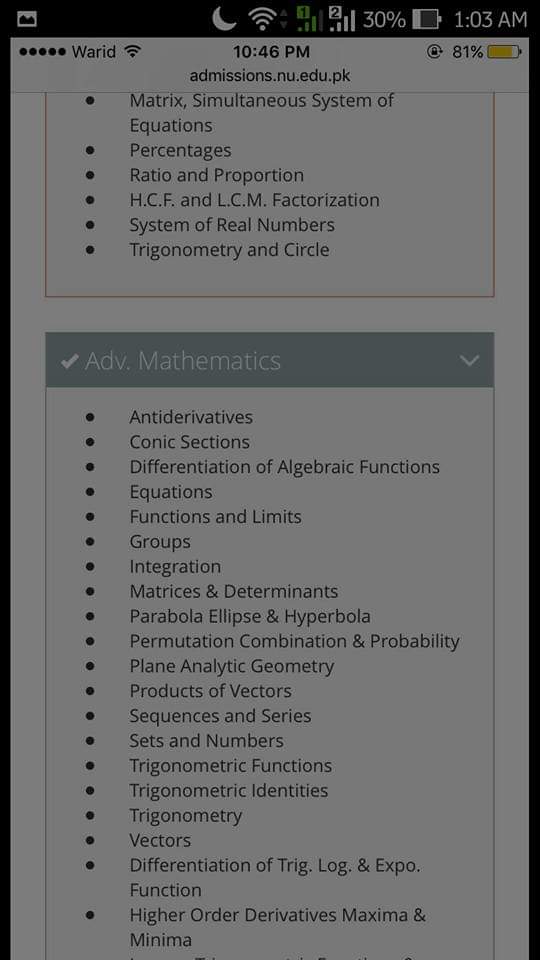 1 2 30% 1:03 AM
Warid 10:46 PM 81%
admissions.nu.edu.pk
Matrix, Simultaneous System of
Equations
Percentages
Ratio and Proportion
H.C.F. and L.C.M. Factorization
System of Real Numbers
Trigonometry and Circle
Adv. Mathematics
Antiderivatives
Conic Sections
Differentiation of Algebraic Functions
Equations
Functions and Limits
Groups
Integration
Matrices & Determinants
Parabola Ellipse & Hyperbola
Permutation Combination & Probability
Plane Analytic Geometry
Products of Vectors
Sequences and Series
Sets and Numbers
Trigonometric Functions
Trigonometric Identities
Trigonometry
Vectors
Differentiation of Trig. Log. & Expo.
Function
Higher Order Derivatives Maxima &
Minima